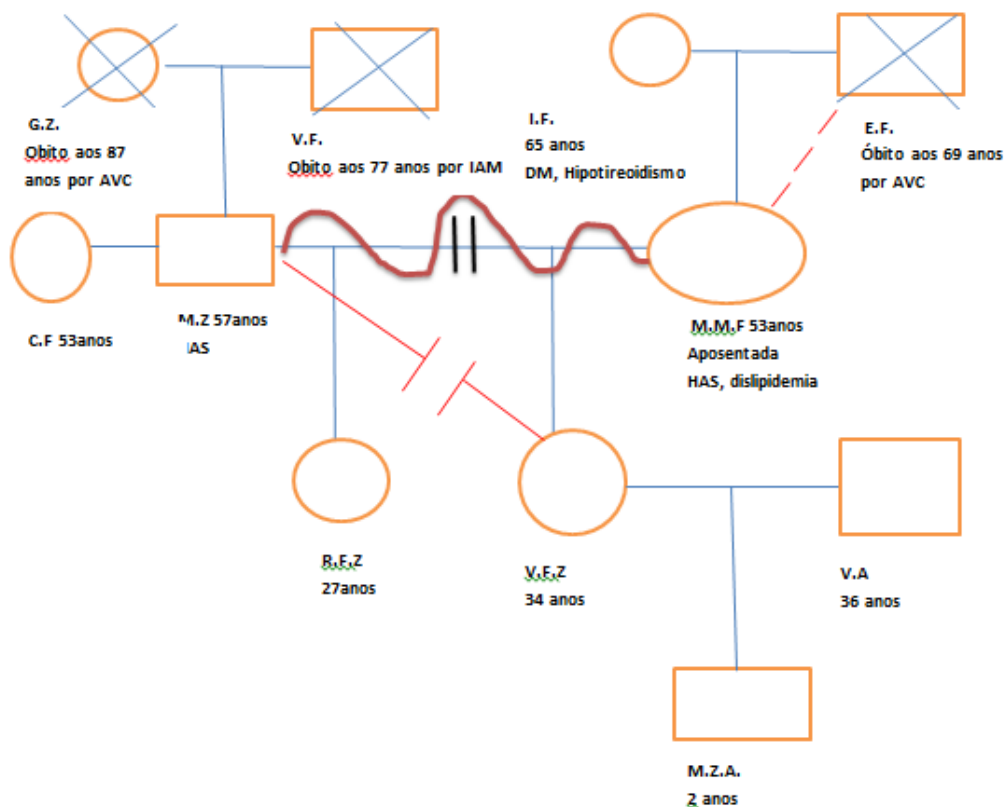 G.Z.
Obito aos 87
anos por AVC
V.F.
Obito aos 77 anos por IAM
I.F.
65 anos
DM, Hipotireoidismo
E.F.
Óbito aos 69 anos
por AVC
C.F 53anos
M.Z 57anos
IAS
M.M.F 53anos
Aposentada
HAS, dislipidemia
R.F.Z
27anos
V.F.Z
34 anos
V.A
36 anos
M.Z.A.
2 anos